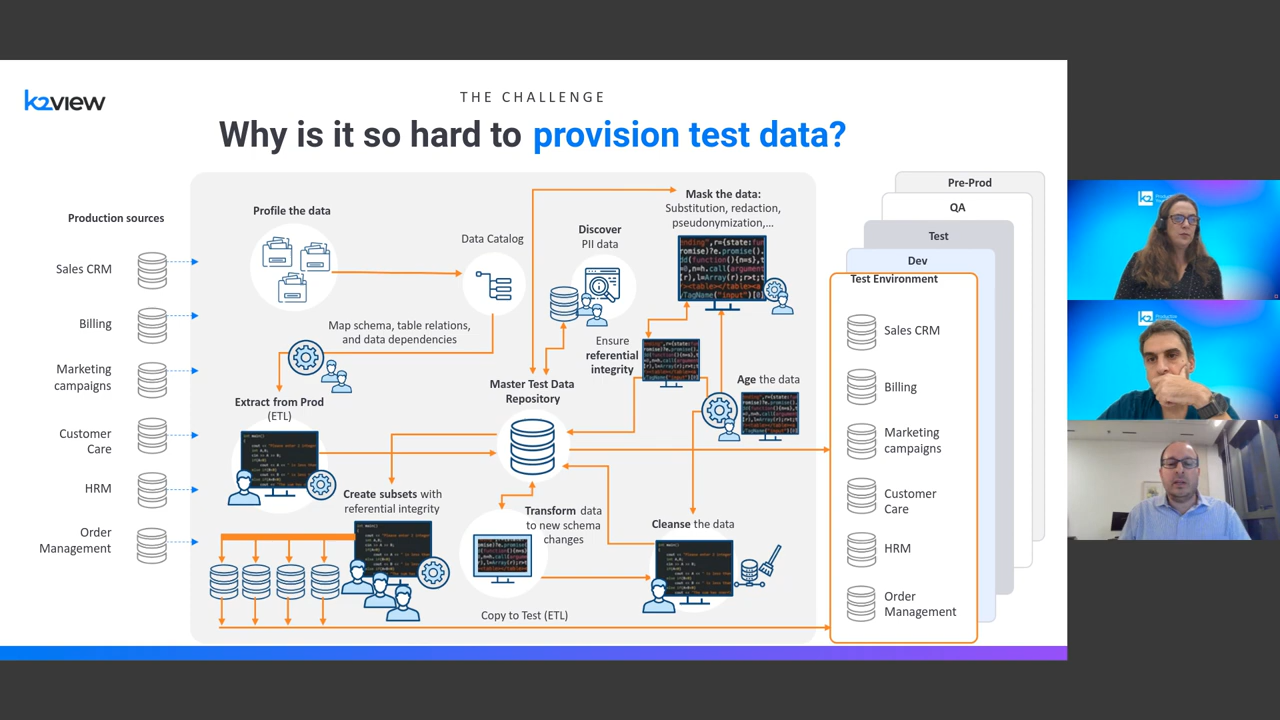 k2view
THE CHALLENGE
Why is it so hard to provision test data?
Production sources
Sales CRM
Billing
Marketing
campaigns
Customer
Care
HRM
Order
Management
Profile the data
Data Catalog
Map schema, table relations,
and data dependencies
Extract from Prod
(ETL)
Create subsets with
referential integrity
Discover
PII data
Master Test Data
Repository
Mask the data:
Substitution, redaction,
pseudonymization,...
Ensure
referential
integrity
Age the data
Transform data
to new schema
changes
Cleanse the data
Copy to Test (ETL)
Pre-Prod
QA
Test
Dev
Test Environment
Sales CRM
Billing
Marketing
campaigns
Customer
Care
HRM
Order
Management